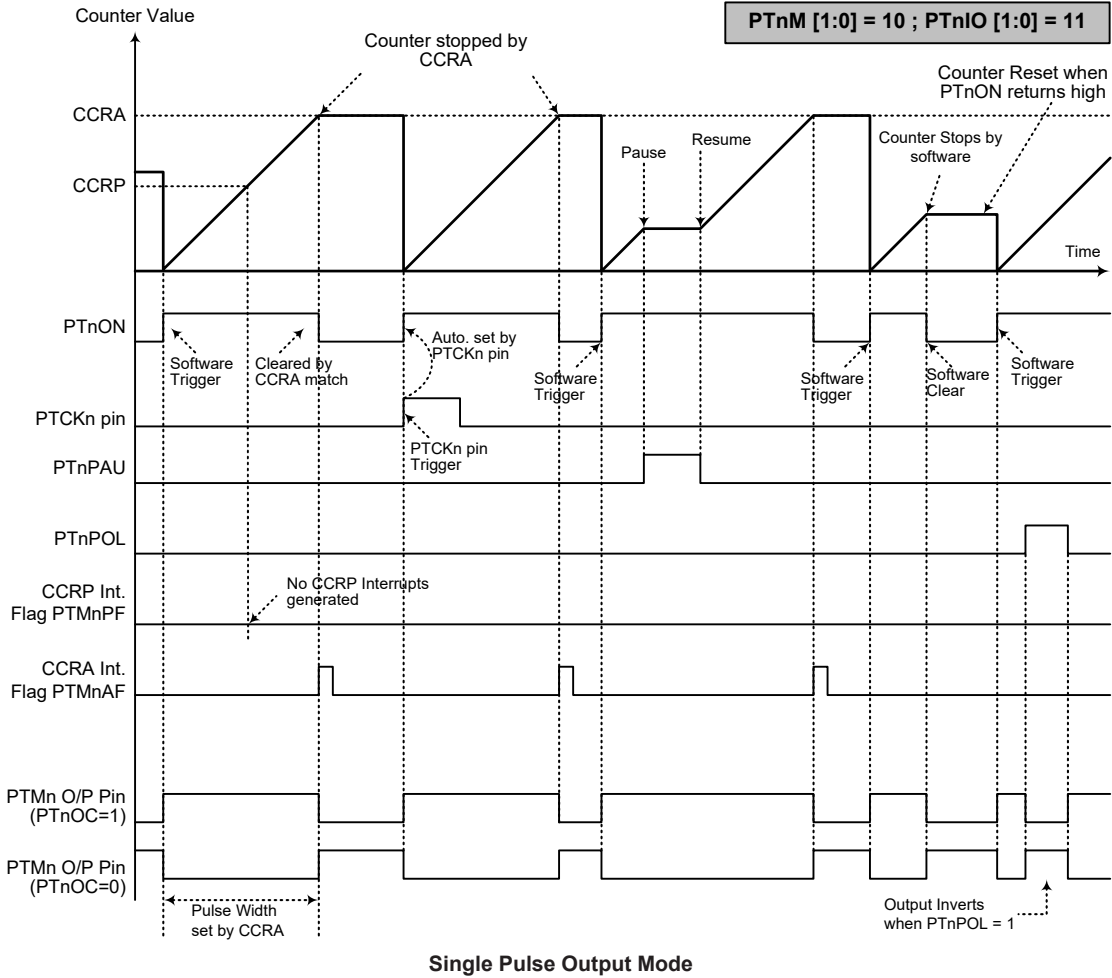 Counter Value
PTnM [1:0] = 10 ; PTnIO [1:0] = 11
Counter stopped by
CCRA
Counter Reset when
PTnON returns high
CCRA
Pause
Resume
Counter Stops by
software
CCRP
Time
PTnON
Software
Trigger
Cleared by
CCRA match
Auto. set by
PTCKn pin
Software
Trigger
Software
Trigger
Software
Clear
Software
Trigger
PTCKn pin
PTCKn pin
Trigger
PTnPAU
PTnPOL
CCRP Int.
Flag PTMnPF
No CCRP Interrupts
generated
CCRA Int.
Flag PTMnAF
PTMn O/P Pin
(PTnOC=1)
PTMn O/P Pin
(PTnOC=0)
Pulse Width
set by CCRA
Output Inverts
when PTnPOL = 1
Single Pulse Output Mode